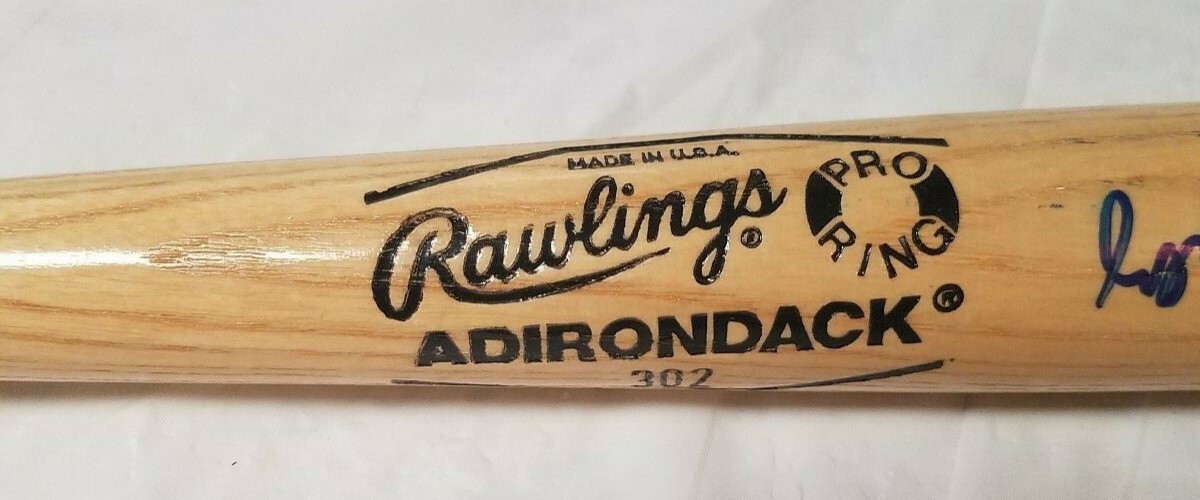 MADE IN U.S.A.
Rawlings®
PRO
RING
ADIRONDACK®
302